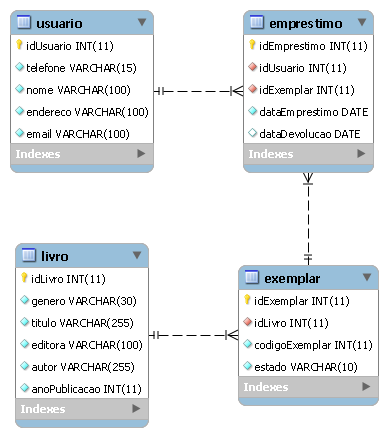 usuario
idUsuario INT(11)
telefone VARCHAR(15)
nome VARCHAR(100)
endereco VARCHAR(100)
email VARCHAR(100)
Indexes
emprestimo
idEmprestimo INT(11)
idUsuario INT(11)
idExemplar INT(11)
dataEmprestimo DATE
dataDevolucao DATE
Indexes
livro
idLivro INT(11)
genero VARCHAR(30)
titulo VARCHAR(255)
editora VARCHAR(100)
autor VARCHAR(255)
anoPublicacao INT(11)
Indexes
exemplar
idExemplar INT(11)
idLivro INT(11)
codigoExemplar INT(11)
estado VARCHAR(10)
Indexes